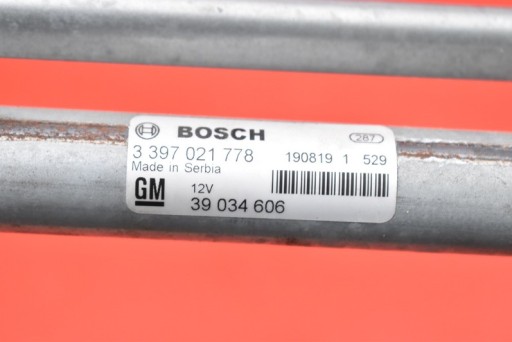 BOSCH 287
3 397 021 778 190819 1 529
Made in Serbia
GM 12V
39 034 606